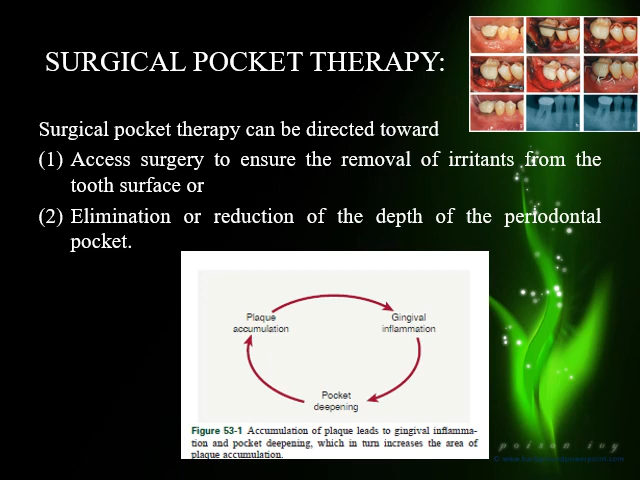 SURGICAL POCKET THERAPY:
Surgical pocket therapy can be directed toward
(1) Access surgery to ensure the removal of irritants from the
tooth surface or
(2) Elimination or reduction of the depth of the periodontal
pocket.
Plaque
accumulation
Gingival
inflammation
Pocket
deepening
Figure 53-1 Accumulation of plaque leads to gingival inflamma-
tion and pocket deepening, which in turn increases the area of
plaque accumulation.
poison ivy